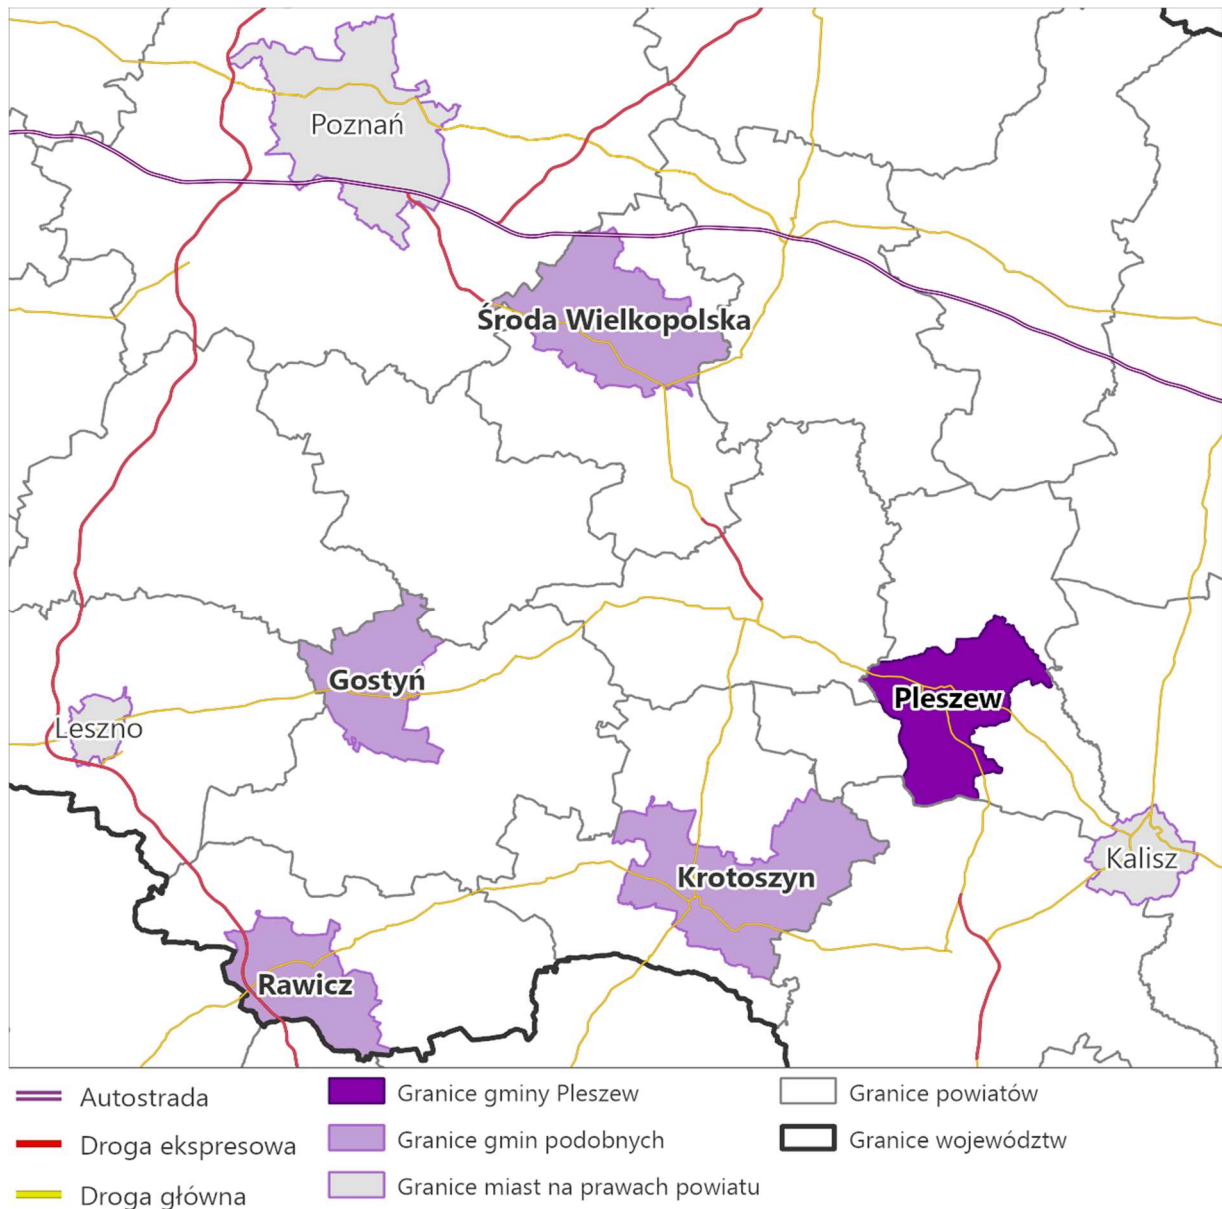 Poznań
Środa Wielkopolska
Gostyń
Pleszew
Leszno
Kalisz
Krotoszyn
Rawicz
Autostrada
Droga ekspresowa
Droga główna
Granice gminy Pleszew
Granice gmin podobnych
Granice miast na prawach powiatu
Granice powiatów
Granice województw